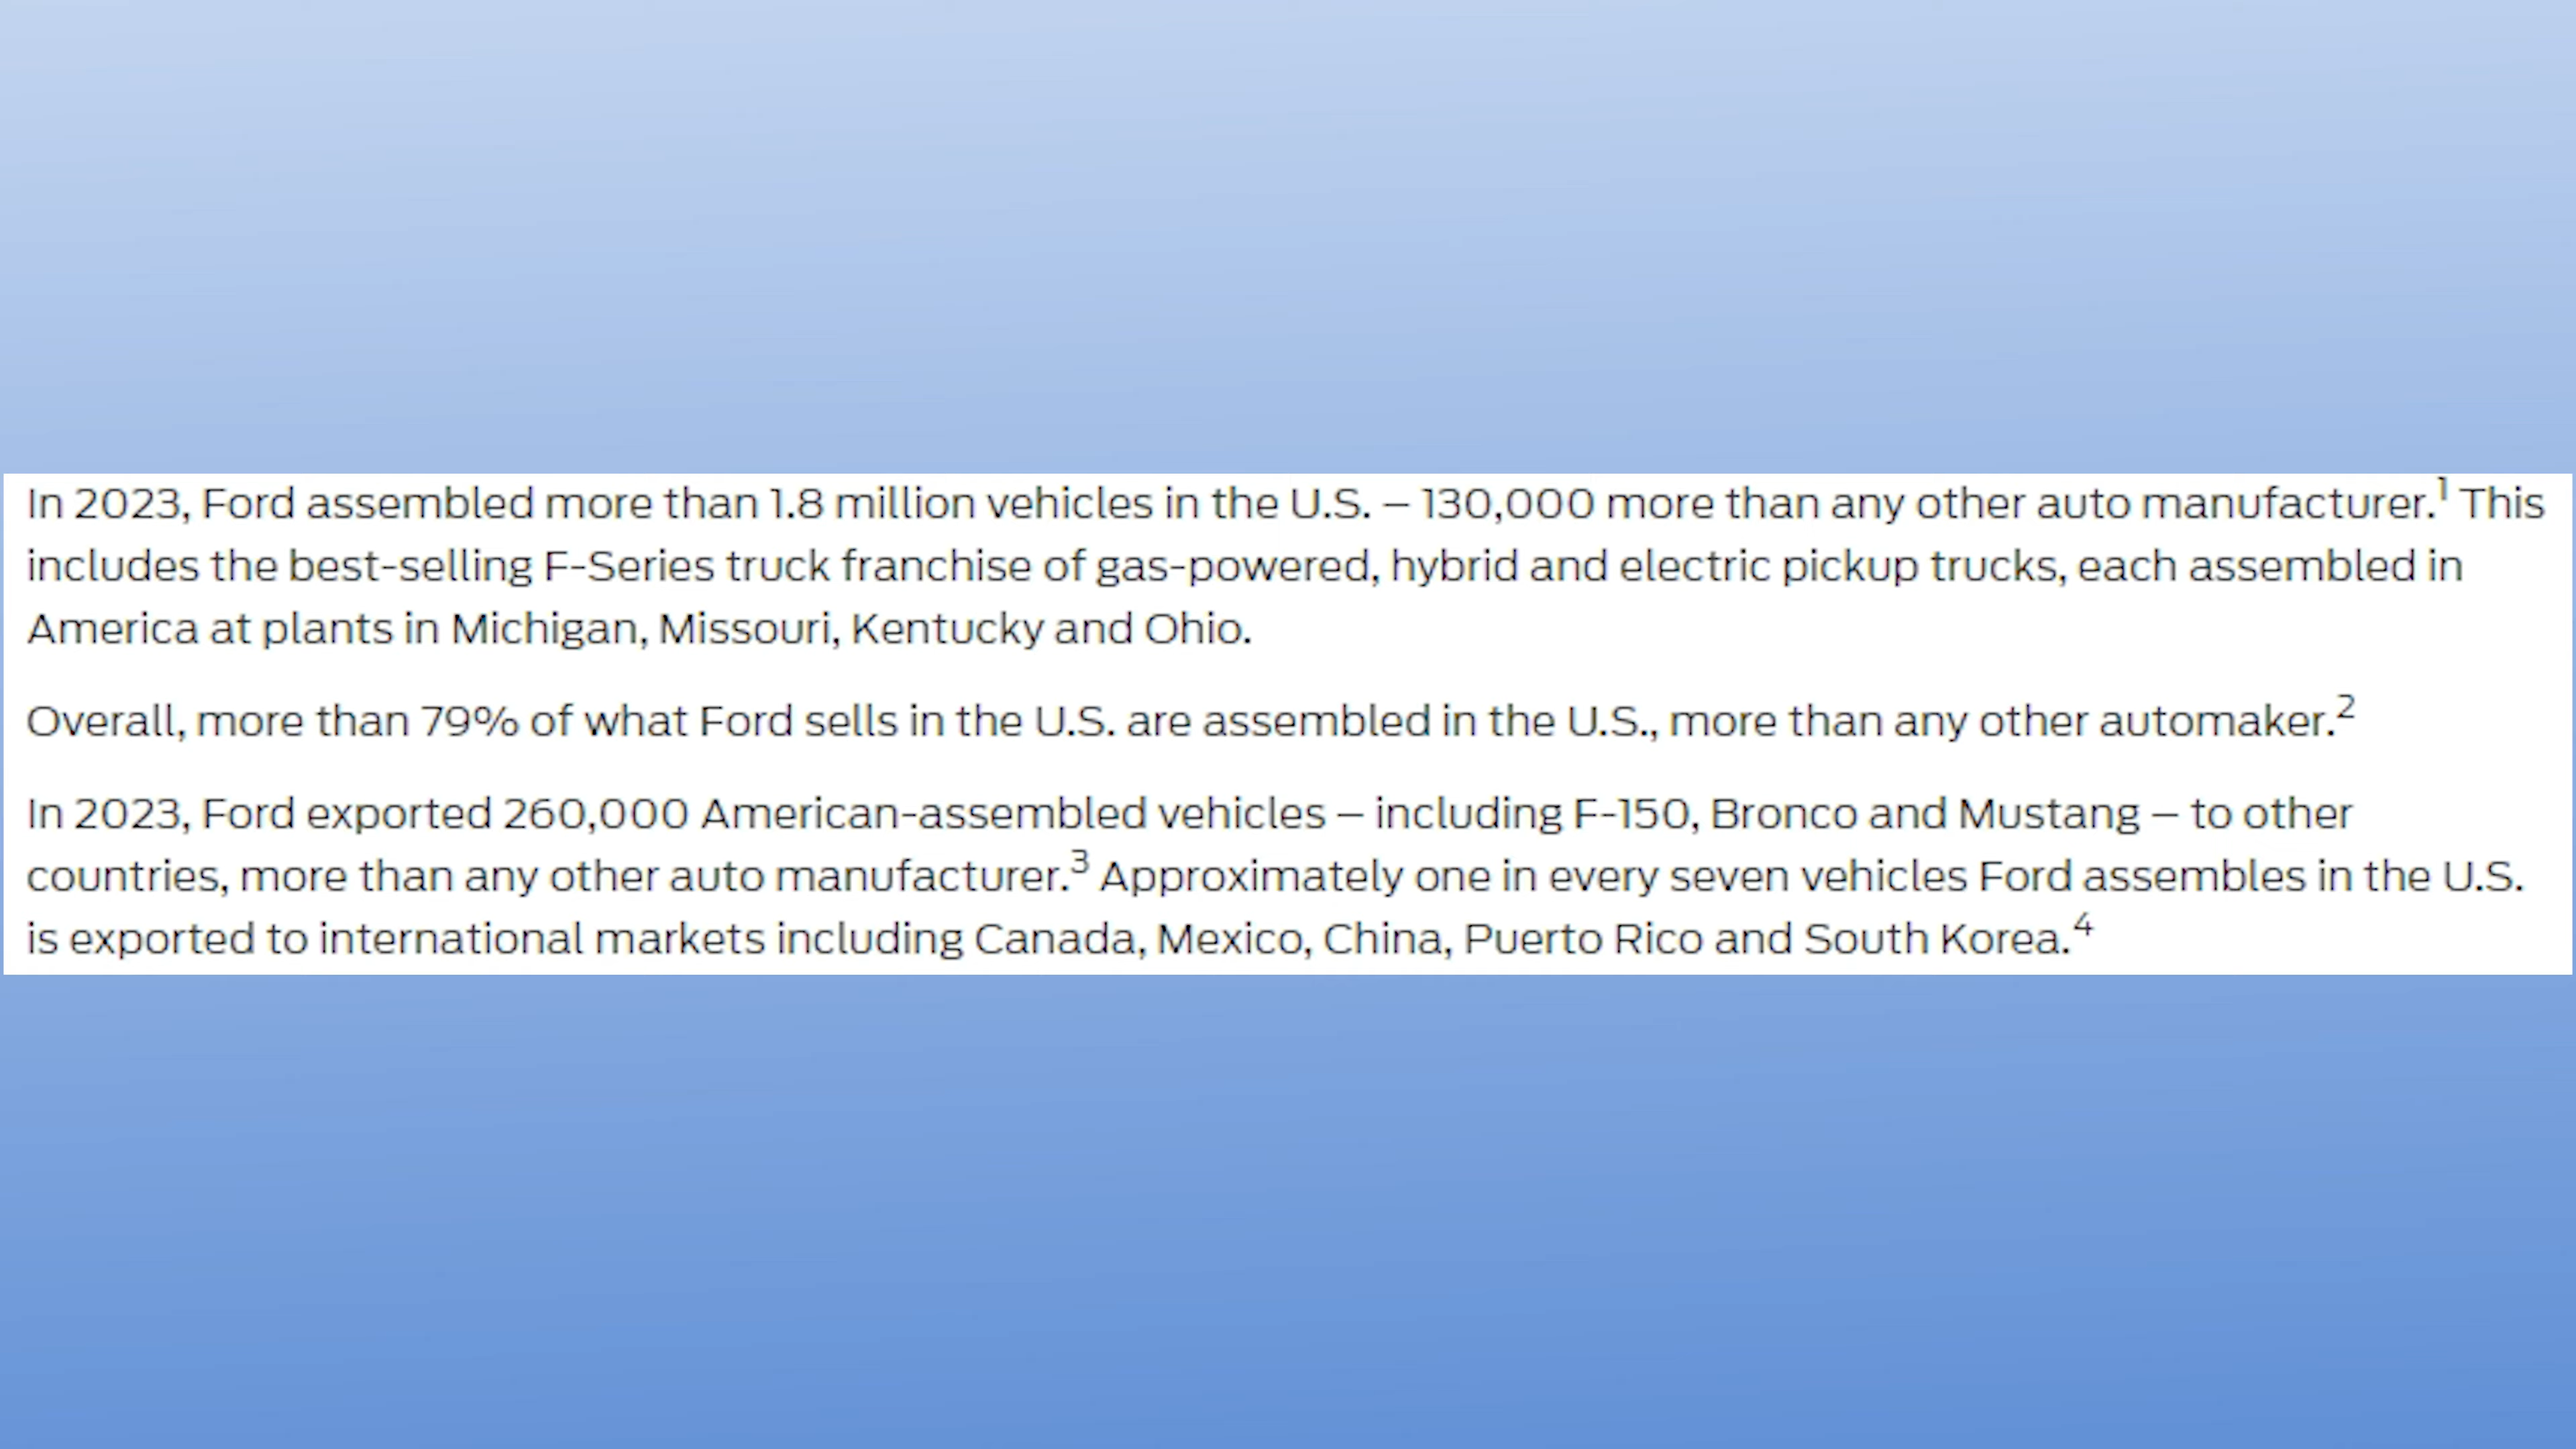 In 2023, Ford assembled more than 1.8 million vehicles in the U.S. – 130,000 more than any other auto manufacturer.¹ This
includes the best-selling F-Series truck franchise of gas-powered, hybrid and electric pickup trucks, each assembled in
America at plants in Michigan, Missouri, Kentucky and Ohio.
Overall, more than 79% of what Ford sells in the U.S. are assembled in the U.S., more than any other automaker.²
In 2023, Ford exported 260,000 American-assembled vehicles – including F-150, Bronco and Mustang – to other
countries, more than any other auto manufacturer.³ Approximately one in every seven vehicles Ford assembles in the U.S.
is exported to international markets including Canada, Mexico, China, Puerto Rico and South Korea.⁴